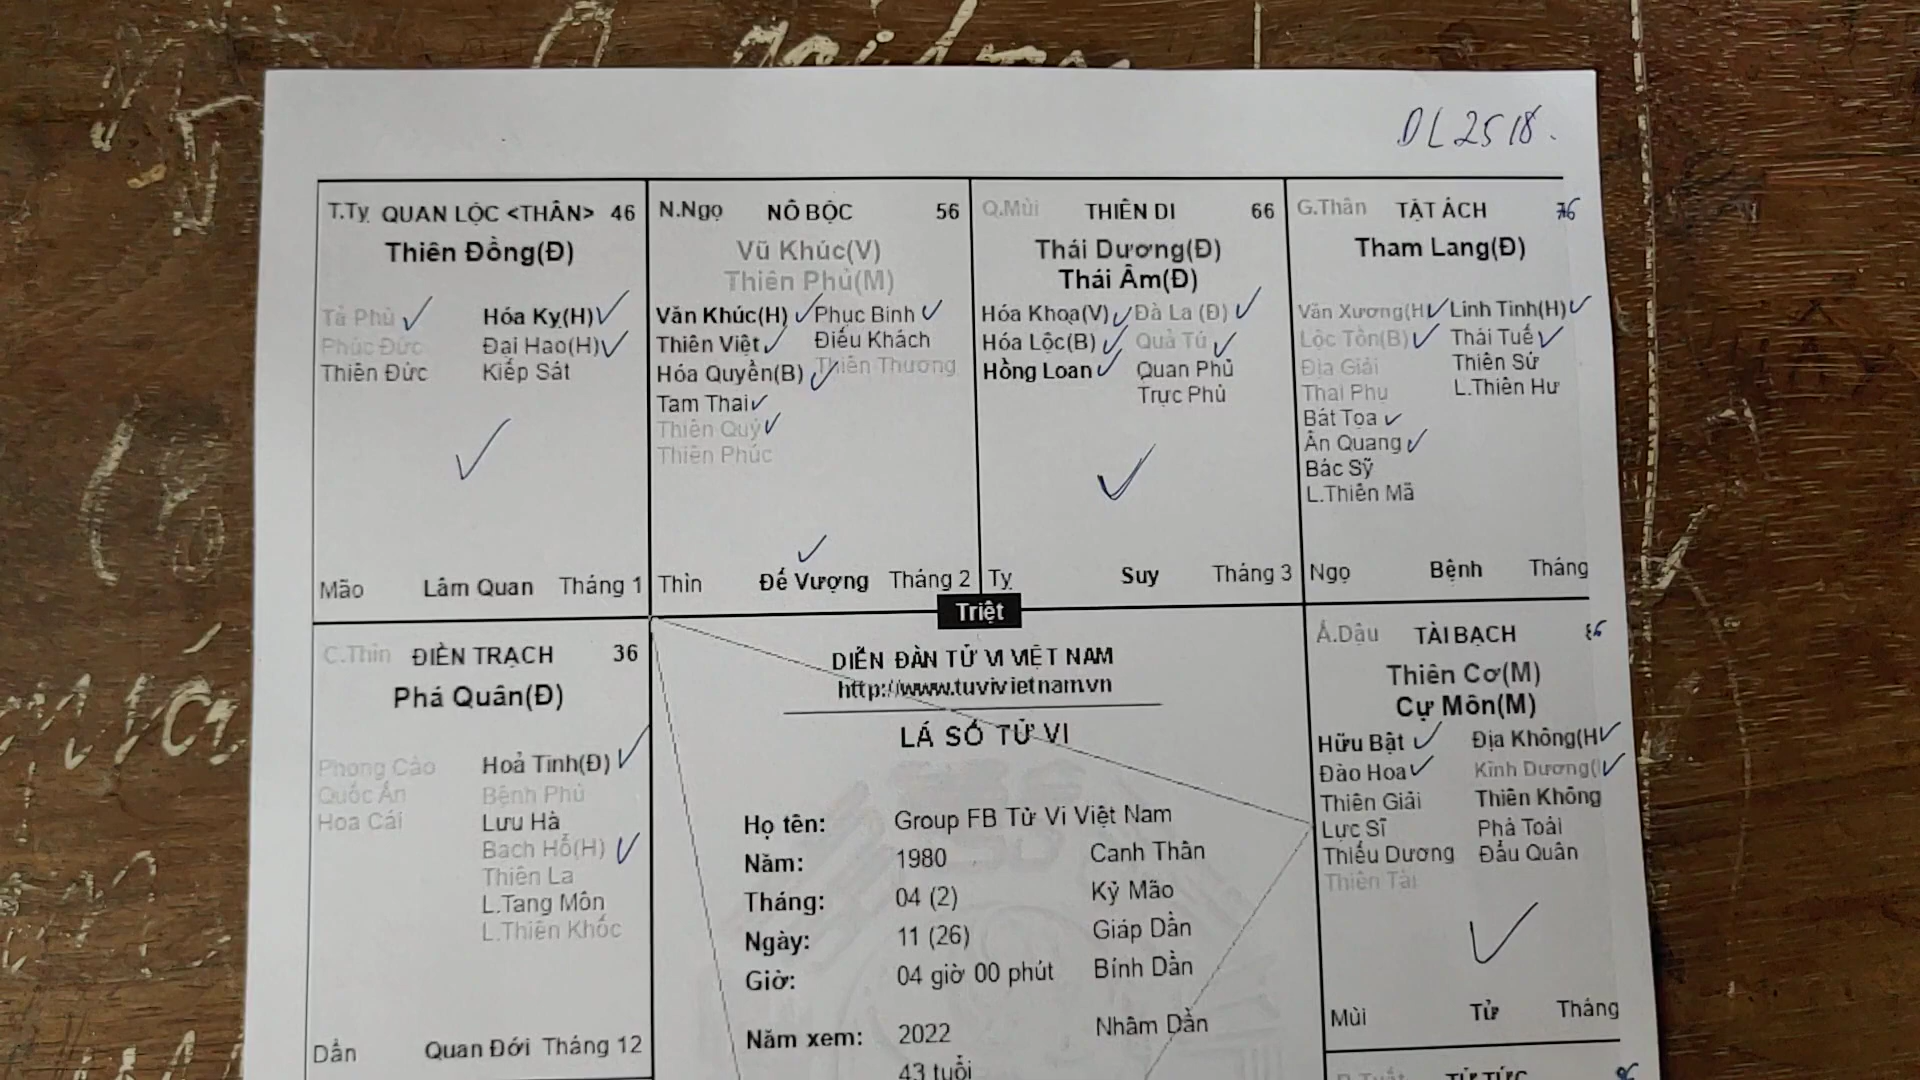 DL2518.
T.Tỵ QUAN LỘC <THÂN> 46
Thiên Đồng(Đ)
Tả Phù Hóa Kỵ(H)
Phúc Đức Đại Hao(H)
Thiên Đức Kiếp Sát
Mão Lâm Quan Tháng 1
N.Ngọ NÔ BỘC 56
Vũ Khúc(V)
Thiên Phủ(M)
Văn Khúc(H) Phục Binh
Thiên Việt Điếu Khách
Hóa Quyền(B) Thiên Thương
Tam Thai
Thiên Quý
Thiên Phúc
Thìn Đế Vượng Tháng 2
Q.Mùi THIÊN DI 66
Thái Dương(Đ)
Thái Âm(Đ)
Hóa Khoa(V) Đà La (Đ)
Hóa Lộc(B) Quả Tú
Hồng Loan Quan Phủ
Trực Phù
Tỵ Suy Tháng 3
G.Thân TẬT ÁCH 76
Tham Lang(Đ)
Văn Xương(H Linh Tinh(H)
Lộc Tồn(B) Thái Tuế
Địa Giải Thiên Sứ
Thai Phụ L.Thiên Hư
Bát Tọa
Ân Quang
Bác Sỹ
L.Thiên Mã
Ngọ Bệnh Tháng
Triệt
C.Thìn ĐIỀN TRẠCH 36
Phá Quân(Đ)
Phong Cáo Hoả Tinh(Đ)
Quốc Ấn Bệnh Phù
Hoa Cái Lưu Hà
Bạch Hổ(H)
Thiên La
L.Tang Môn
L.Thiên Khốc
Dần Quan Đới Tháng 12
DIỄN ĐÀN TỬ VI VIỆT NAM
http://www.tuvivietnam.vn
LÁ SỐ TỬ VI
Họ tên: Group FB Tử Vi Việt Nam
Năm: 1980 Canh Thân
Tháng: 04 (2) Kỷ Mão
Ngày: 11 (26) Giáp Dần
Giờ: 04 giờ 00 phút Bính Dần
Năm xem: 2022 Nhâm Dần
43 tuổi
Ấ.Dậu TÀI BẠCH
Thiên Cơ(M)
Cự Môn(M)
Hữu Bật Địa Không(H
Đào Hoa Kình Dương(
Thiên Giải Thiên Không
Lực Sĩ Phá Toái
Thiếu Dương Đẩu Quân
Thiên Tài
Mùi Tử Tháng
TỬ TỨC